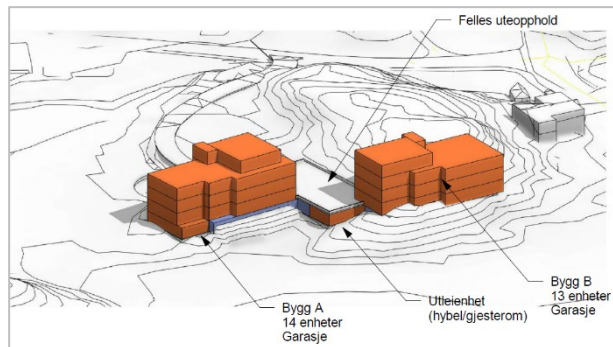 Felles uteopphold
Bygg A
14 enheter
Garasje
Utleienhet
(hybel/gjesterom)
Bygg B
13 enheter
Garasje